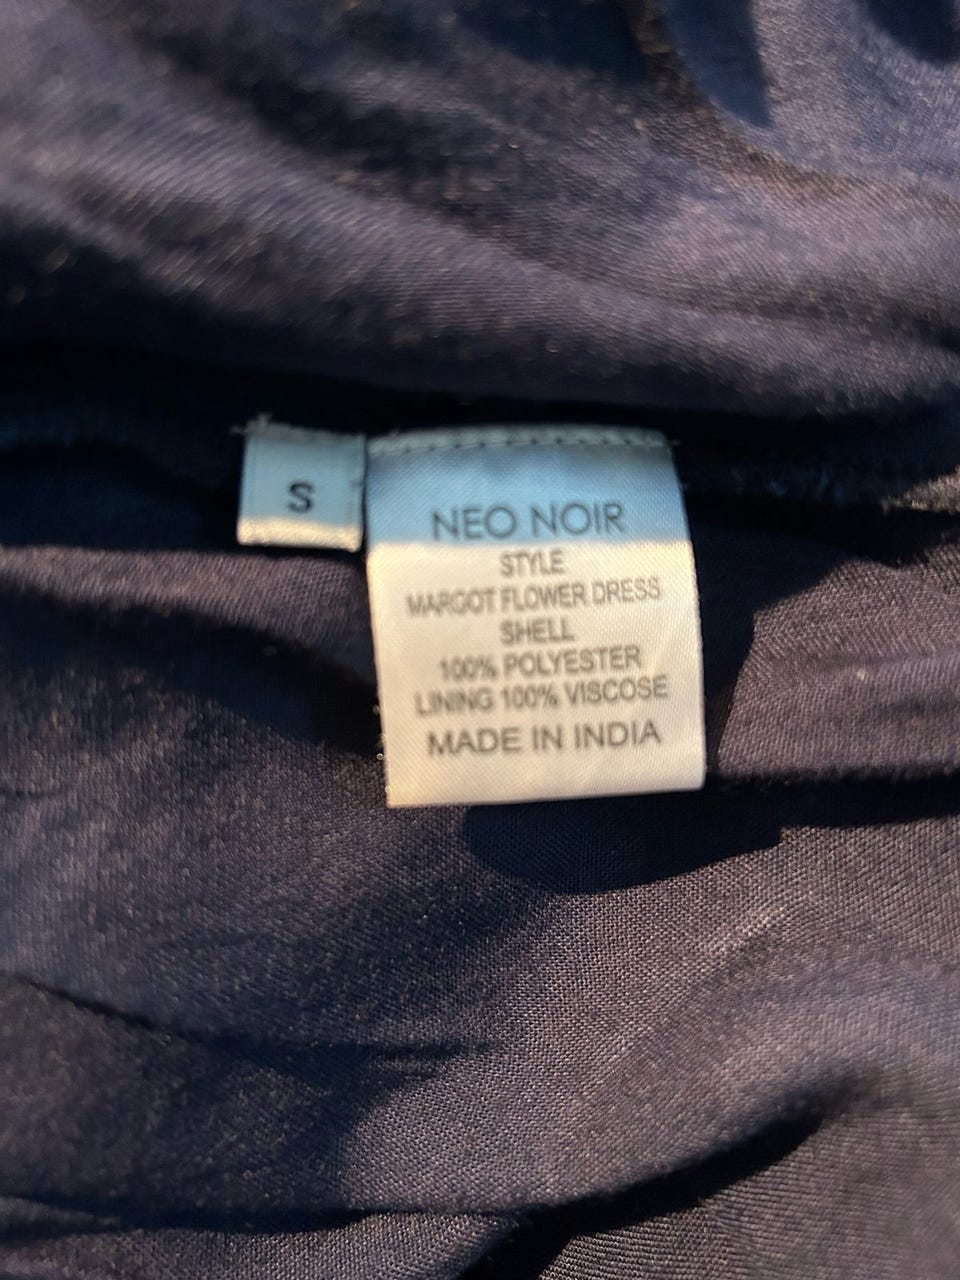 S
NEO NOIR
STYLE
MARGOT FLOWER DRESS
SHELL
100% POLYESTER
LINING 100% VISCOSE
MADE IN INDIA